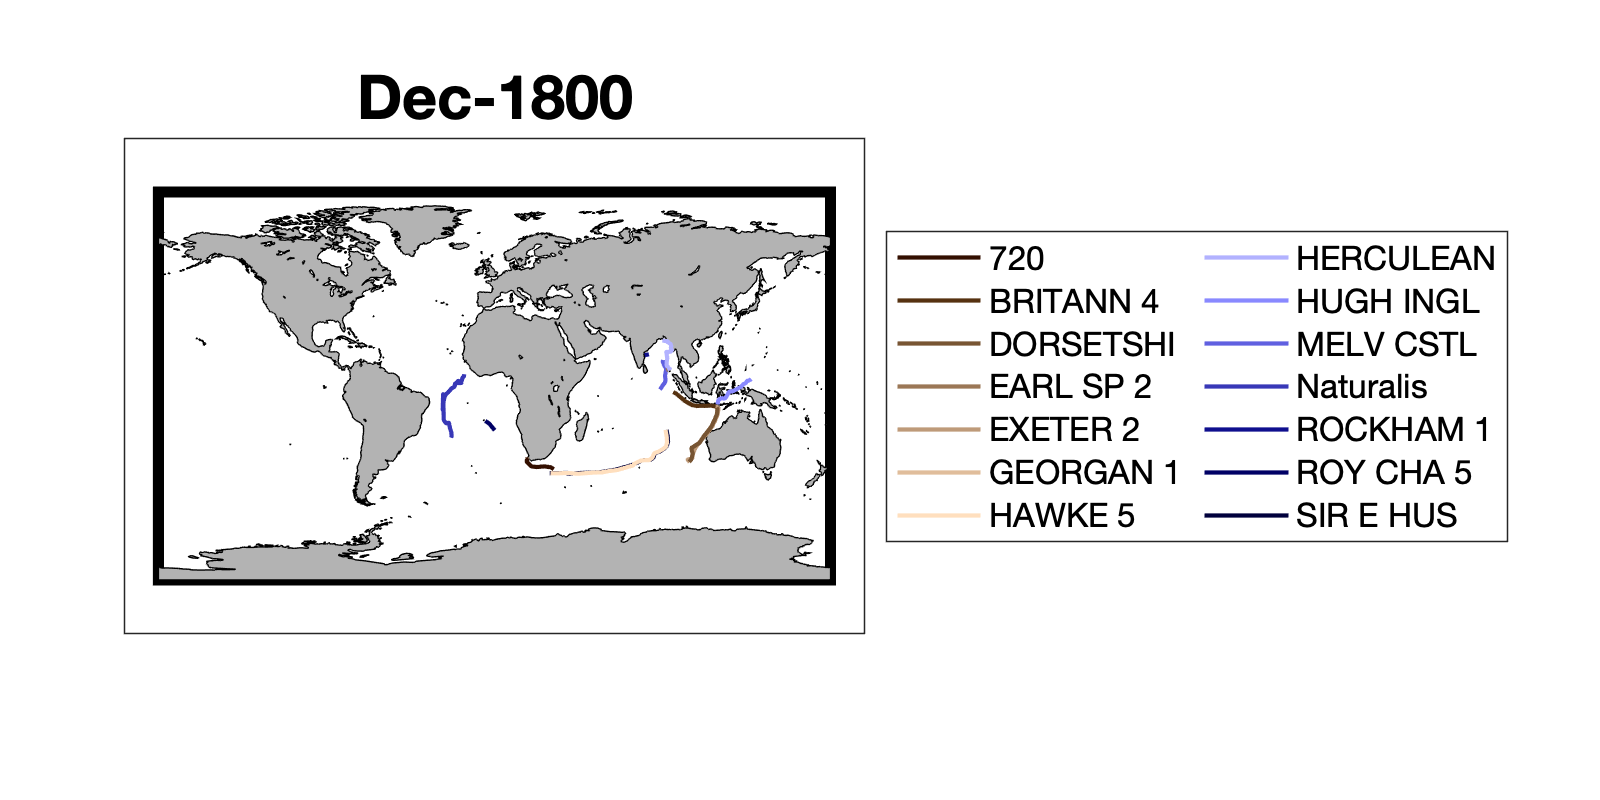 Dec-1800
720
BRITANN 4
DORSETSHI
EARL SP 2
EXETER 2
GEORGAN 1
HAWKE 5
HERCULEAN
HUGH INGL
MELV CSTL
Naturalis
ROCKHAM 1
ROY CHA 5
SIR E HUS